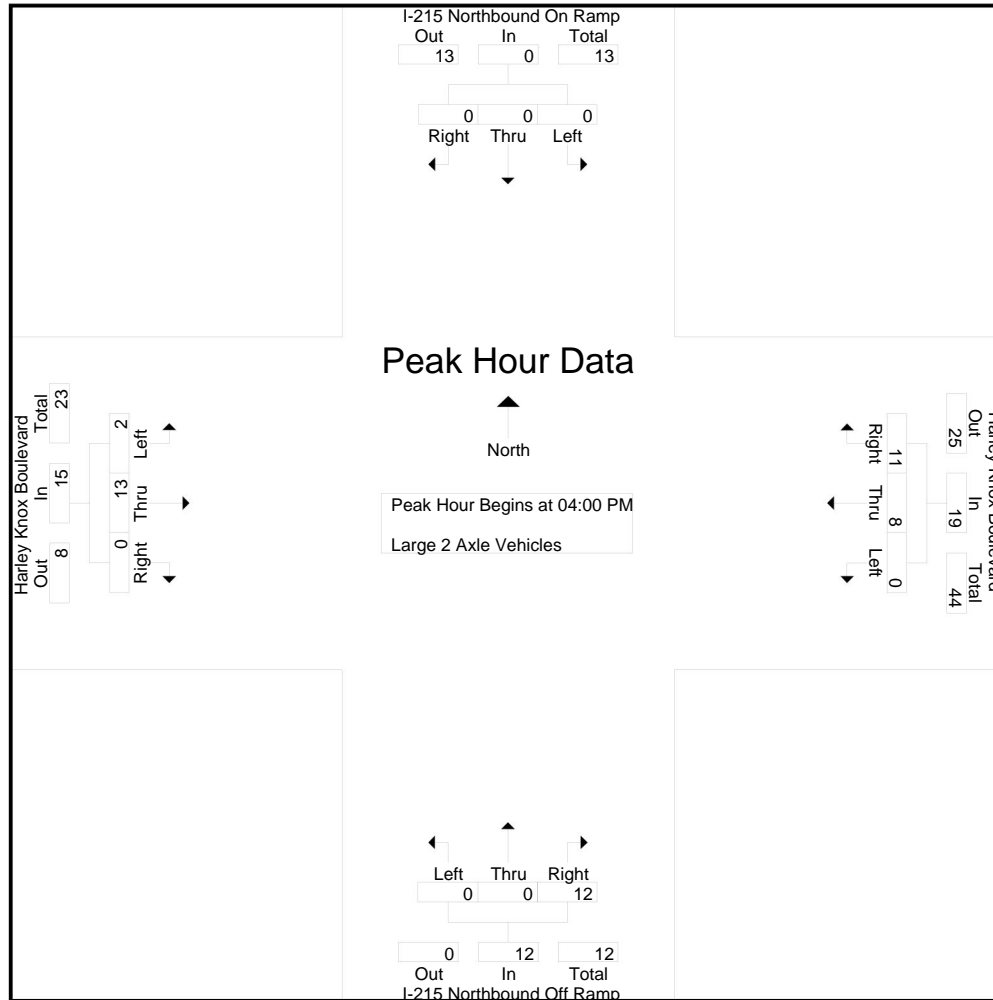 I-215 Northbound On Ramp
Out In Total
13 0 13
0 0 0
Right Thru Left
Peak Hour Data
North
Peak Hour Begins at 04:00 PM
Large 2 Axle Vehicles
Harley Knox Boulevard
Out In Total
8 15 23
0 13 2
Right Thru Left
Harley Knox Boulevard
Out In Total
25 19 44
11 8 0
Right Thru Left
Left Thru Right
0 0 12
0 12 12
Out In Total
I-215 Northbound Off Ramp